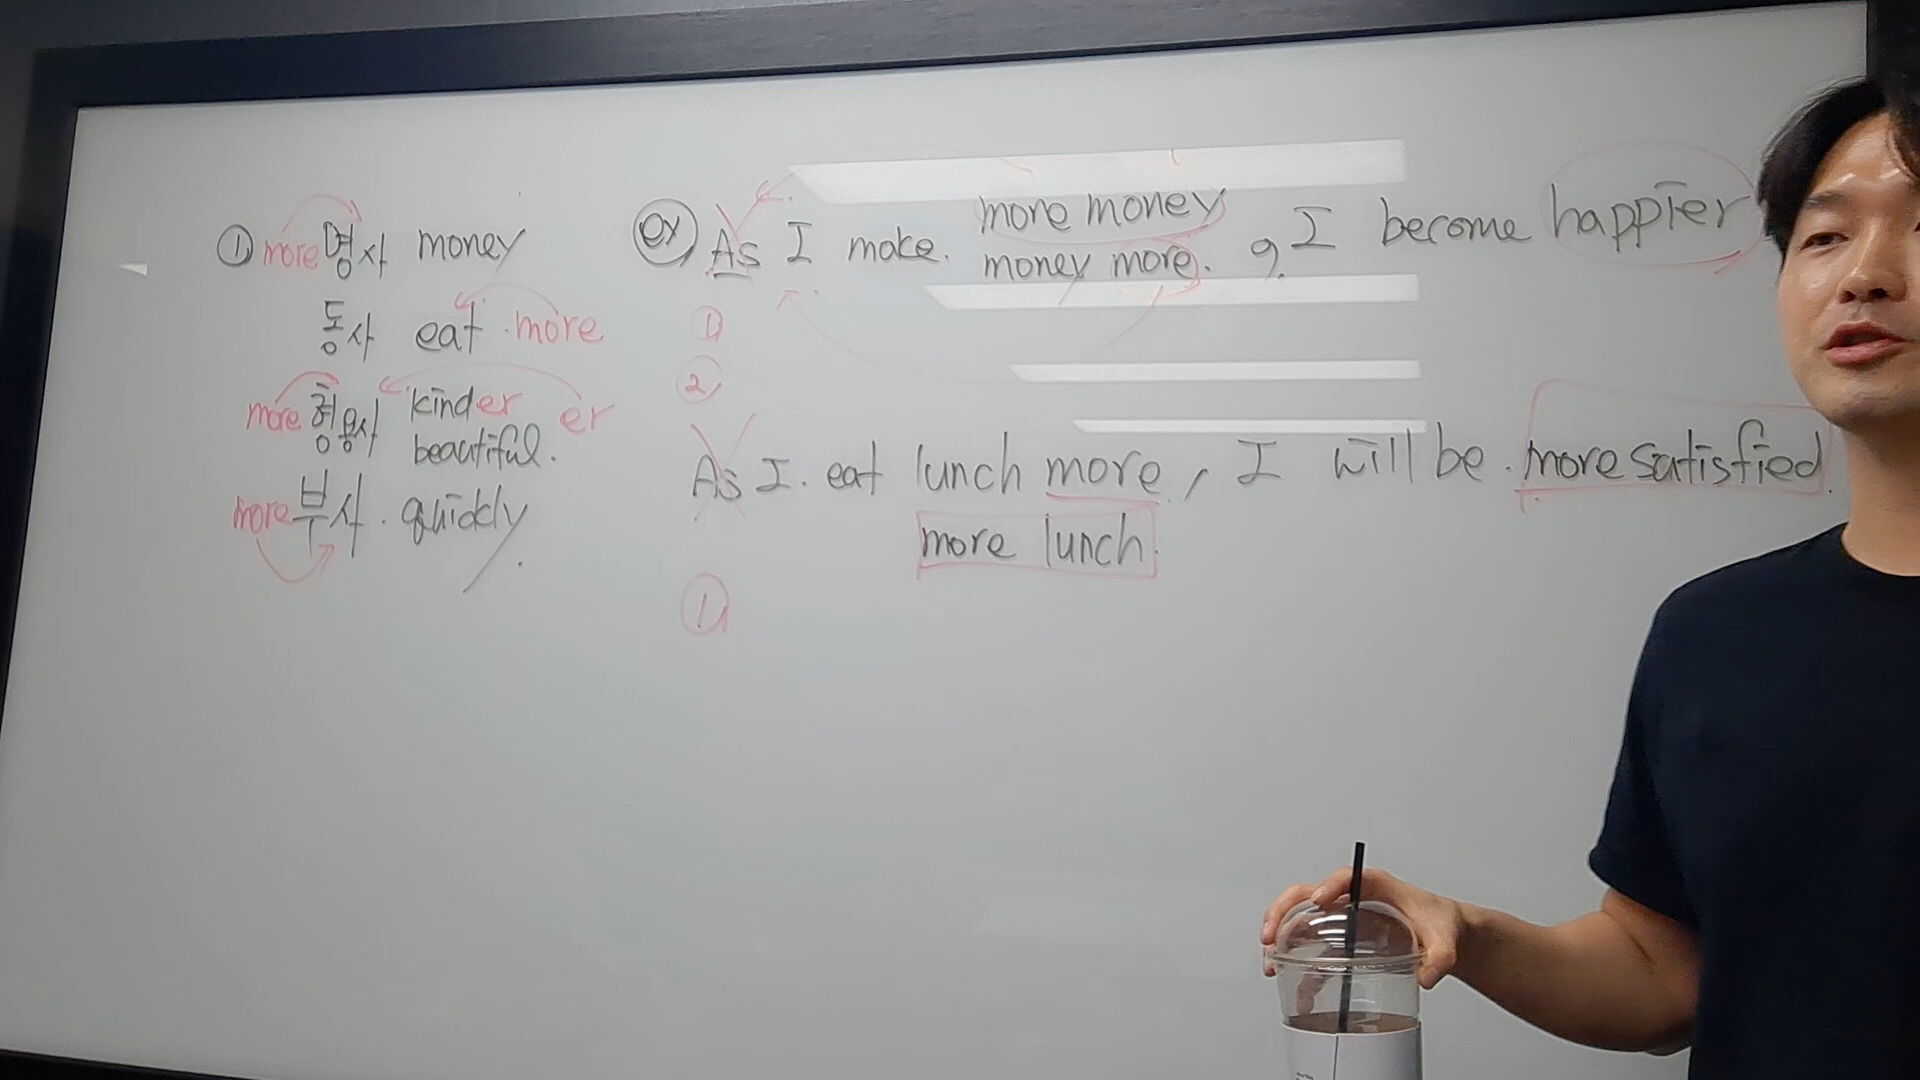 ① more 명사 money
동사 eat more
more 형용사 kinder er
beautiful.
more 부사 quickly
ex) As I make more money, I become happier
money more.
①
②
As I eat lunch more, I will be more satisfied
more lunch
①